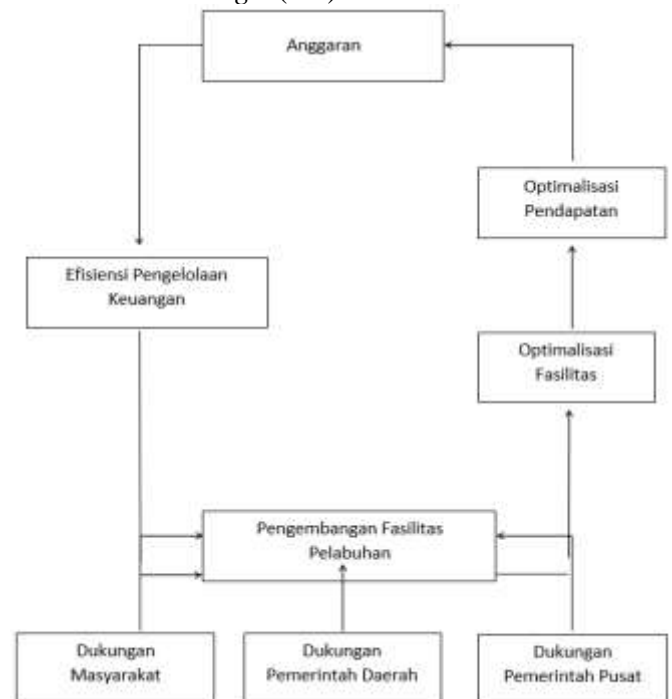 Anggaran
Optimalisasi
Pendapatan
Efisiensi Pengelolaan
Keuangan
Optimalisasi
Fasilitas
Pengembangan Fasilitas
Pelabuhan
Dukungan
Masyarakat
Dukungan
Pemerintah Daerah
Dukungan
Pemerintah Pusat